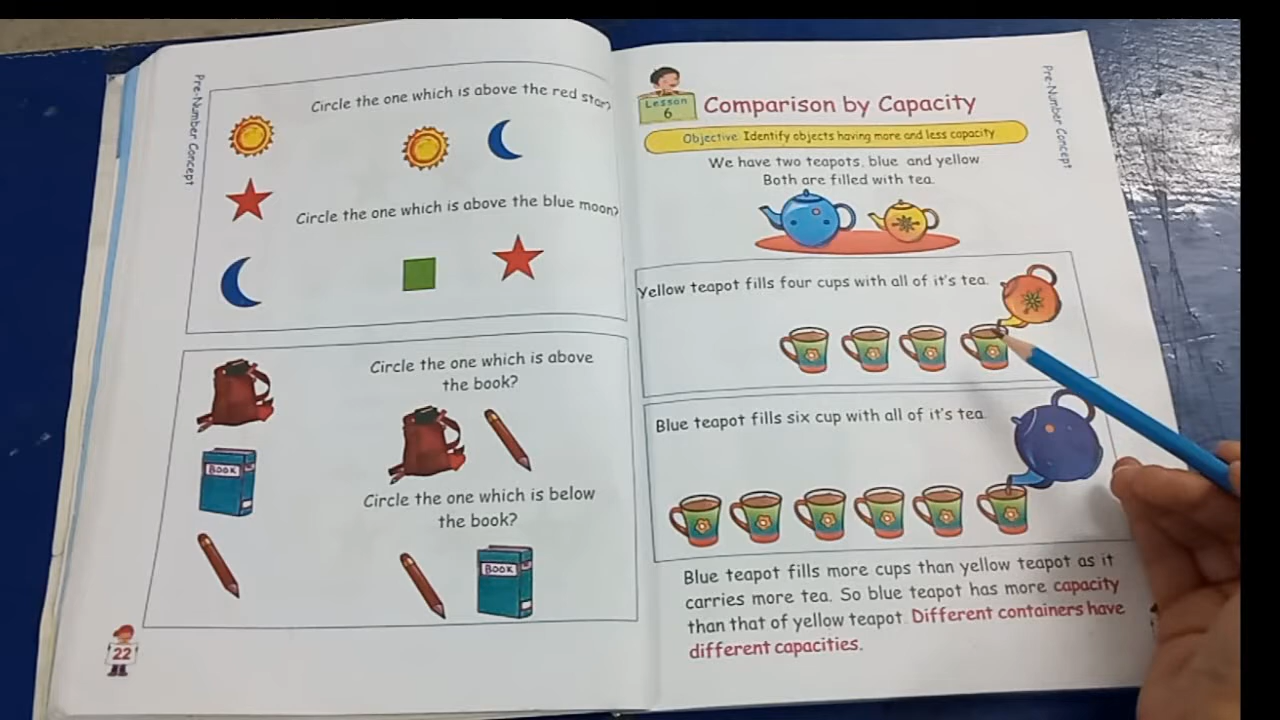 Pre-Number Concept
Circle the one which is above the red star?
Circle the one which is above the blue moon?
Circle the one which is above
the book?
BOOK
Circle the one which is below
the book?
BOOK
22
Lesson
6
Comparison by Capacity
Objective: Identify objects having more and less capacity
Pre-Number Concept
We have two teapots, blue and yellow
Both are filled with tea.
Yellow teapot fills four cups with all of it's tea.
Blue teapot fills six cup with all of it's tea.
Blue teapot fills more cups than yellow teapot as it
carries more tea. So blue teapot has more capacity
than that of yellow teapot. Different containers have
different capacities.